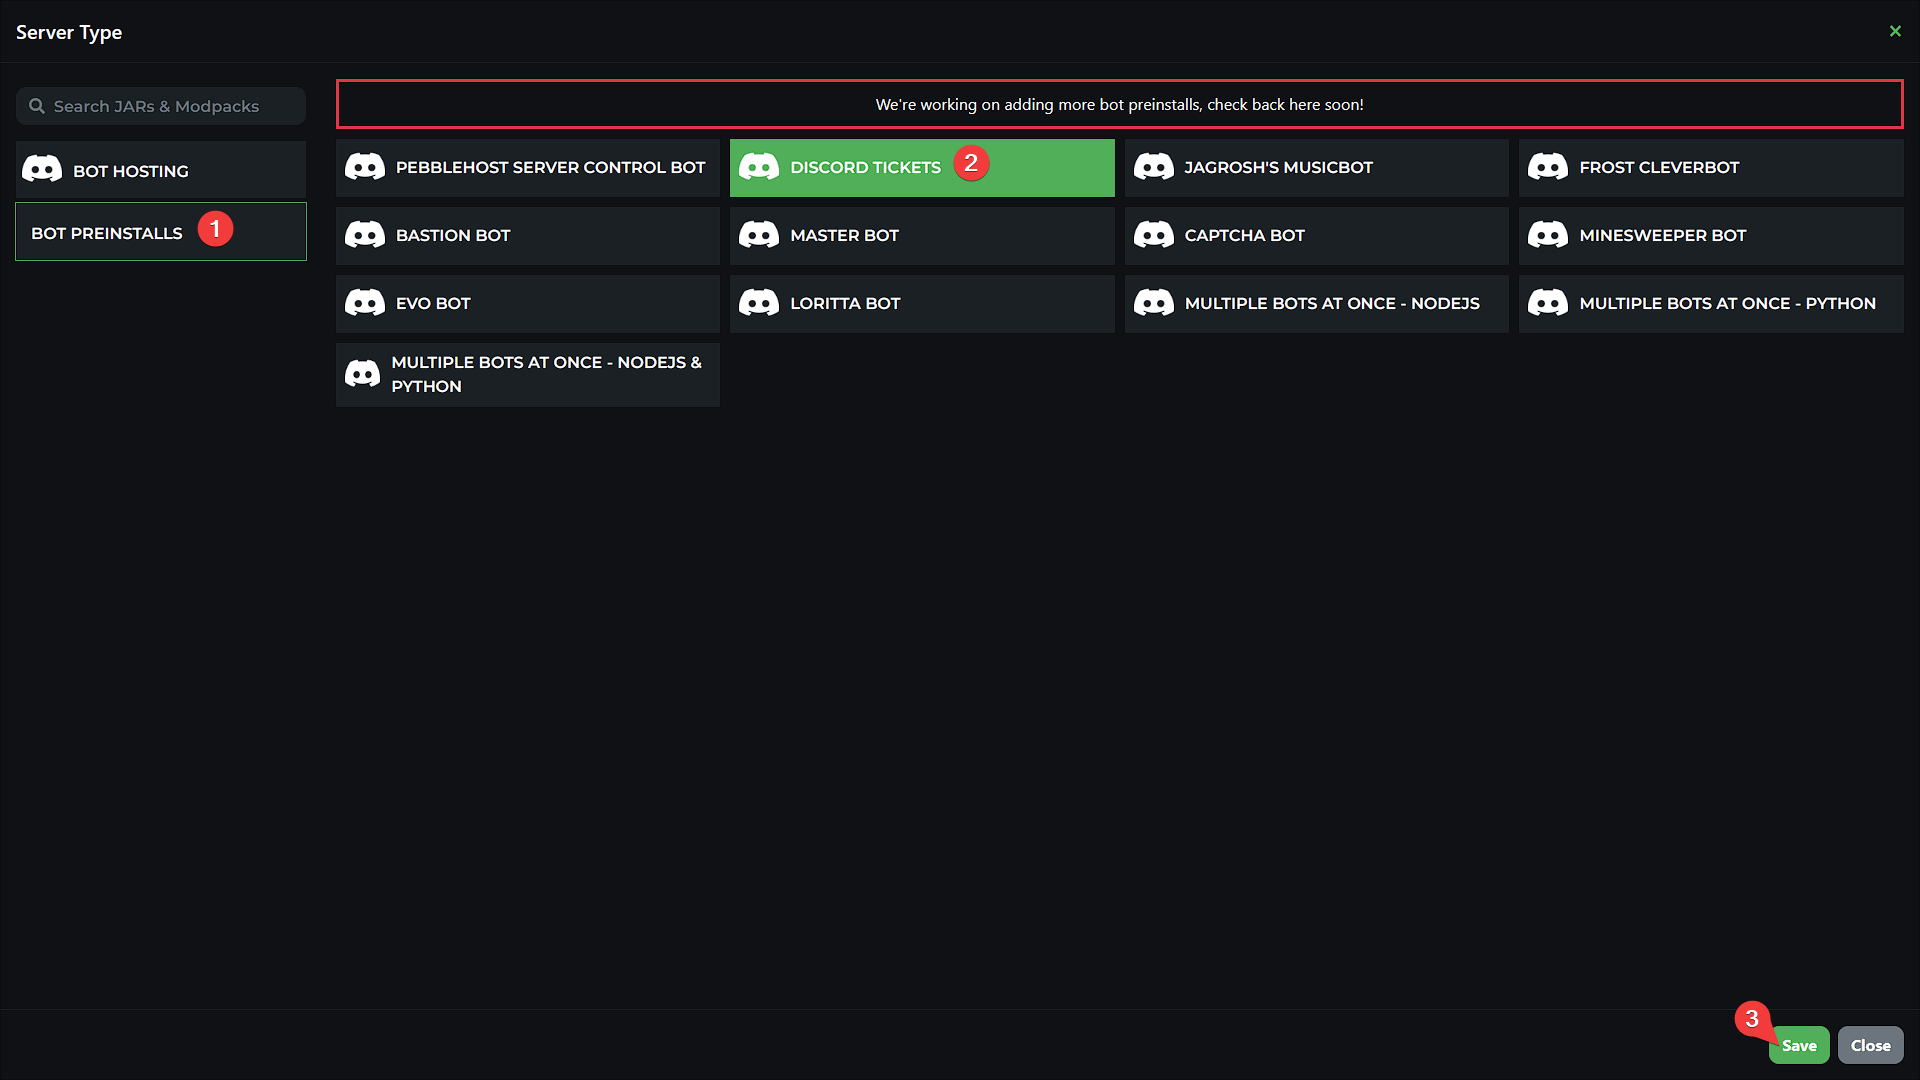 Server Type
×
Search JARs & Modpacks
We're working on adding more bot preinstalls, check back here soon!
BOT HOSTING
BOT PREINSTALLS 1
PEBBLEHOST SERVER CONTROL BOT
DISCORD TICKETS 2
JAGROSH'S MUSICBOT
FROST CLEVERBOT
BASTION BOT
MASTER BOT
CAPTCHA BOT
MINESWEEPER BOT
EVO BOT
LORITTA BOT
MULTIPLE BOTS AT ONCE - NODEJS
MULTIPLE BOTS AT ONCE - PYTHON
MULTIPLE BOTS AT ONCE - NODEJS &
PYTHON
3
Save
Close